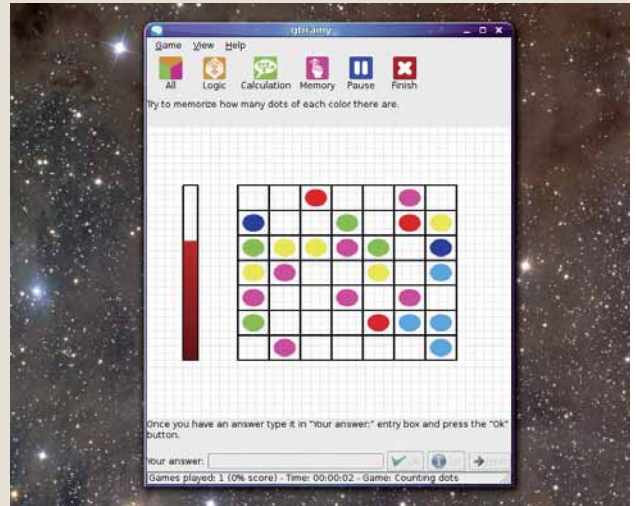 gbrainy
Game View Help
All Logic Calculation Memory Pause Finish
Try to memorize how many dots of each color there are.
Once you have an answer type it in "Your answer:" entry box and press the "Ok"
button.
Your answer:
Games played: 1 (0% score) - Time: 00:00:02 - Game: Counting dots